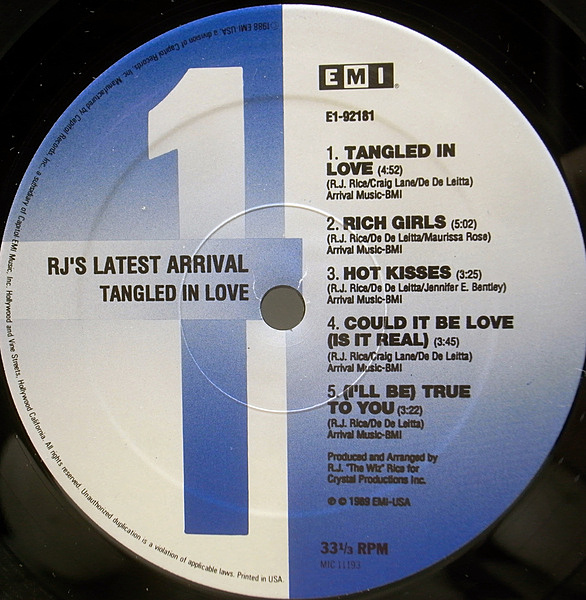 1
RJ'S LATEST ARRIVAL
TANGLED IN LOVE
EMI
E1-92181
1. TANGLED IN
LOVE (4:52)
(R.J. Rice/Craig Lane/De De Leitta)
Arrival Music-BMI
2. RICH GIRLS (5:02)
(R.J. Rice/De De Leitta/Maurissa Rose)
Arrival Music-BMI
3. HOT KISSES (3:25)
(R.J. Rice/De De Leitta/Jennifer E. Bentley)
Arrival Music-BMI
4. COULD IT BE LOVE
(IS IT REAL) (3:45)
(R.J. Rice/Craig Lane/De De Leitta)
Arrival Music-BMI
5. (I'LL BE) TRUE
TO YOU (3:22)
(R.J. Rice/De De Leitta)
Arrival Music-BMI
Produced and Arranged by
R.J. "The Wiz" Rice for
Crystal Productions Inc.
℗ © 1989 EMI-USA
33⅓ RPM
MIC 11193
©1988 EMI USA, a division of Capitol Records, Inc. Manufactured by Capitol Records, Inc., a subsidiary of Capitol EMI Music, Inc. Hollywood and Vine Streets, Hollywood California. All rights reserved. Unauthorized duplication is a violation of applicable laws. Printed in USA.